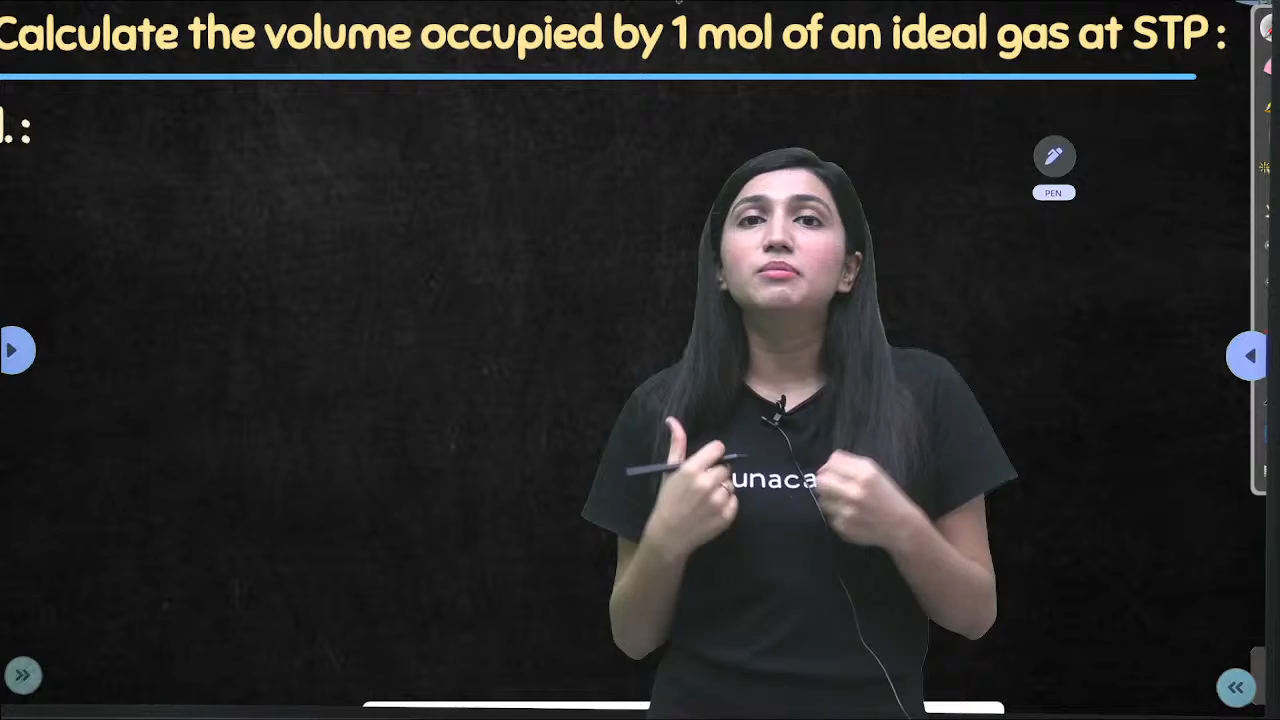 Calculate the volume occupied by 1 mol of an ideal gas at STP :
. :
PEN
unaca